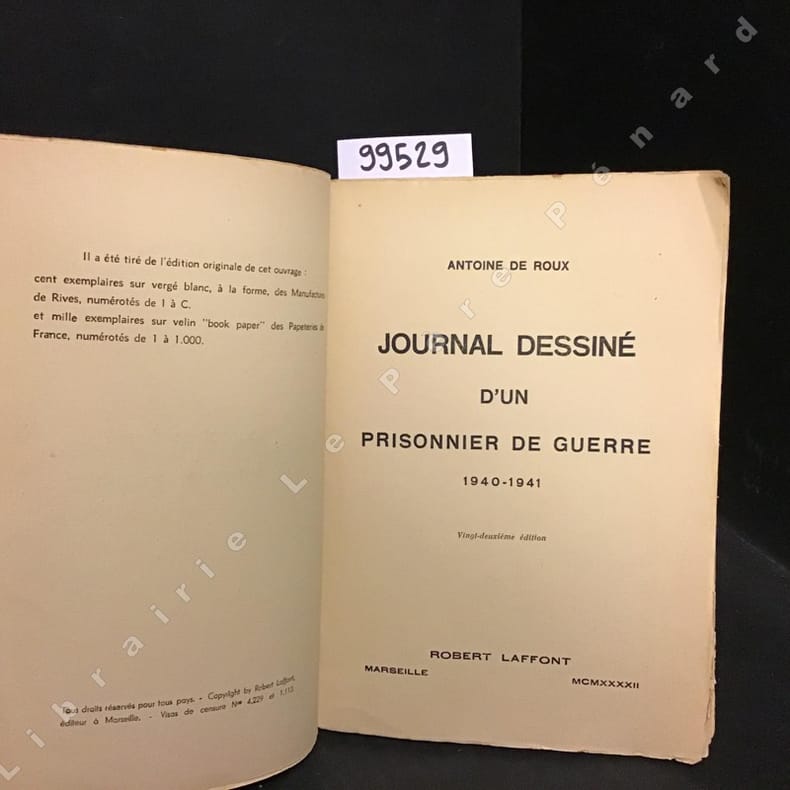 99529
Il a été tiré de l'édition originale de cet ouvrage :
cent exemplaires sur vergé blanc, à la forme, des Manufactures
de Rives, numérotés de 1 à C.
et mille exemplaires sur velin "book paper" des Papeteries de
France, numérotés de 1 à 1.000.
Tous droits réservés pour tous pays. - Copyright by Robert Laffont,
éditeur à Marseille. - Visas de censure Nos 4.229 et 1.113
ANTOINE DE ROUX
JOURNAL DESSINÉ
D'UN
PRISONNIER DE GUERRE
1940-1941
Vingt-deuxième édition
ROBERT LAFFONT
MARSEILLE
MCMXXXXII
Librairie Le Père Pénard